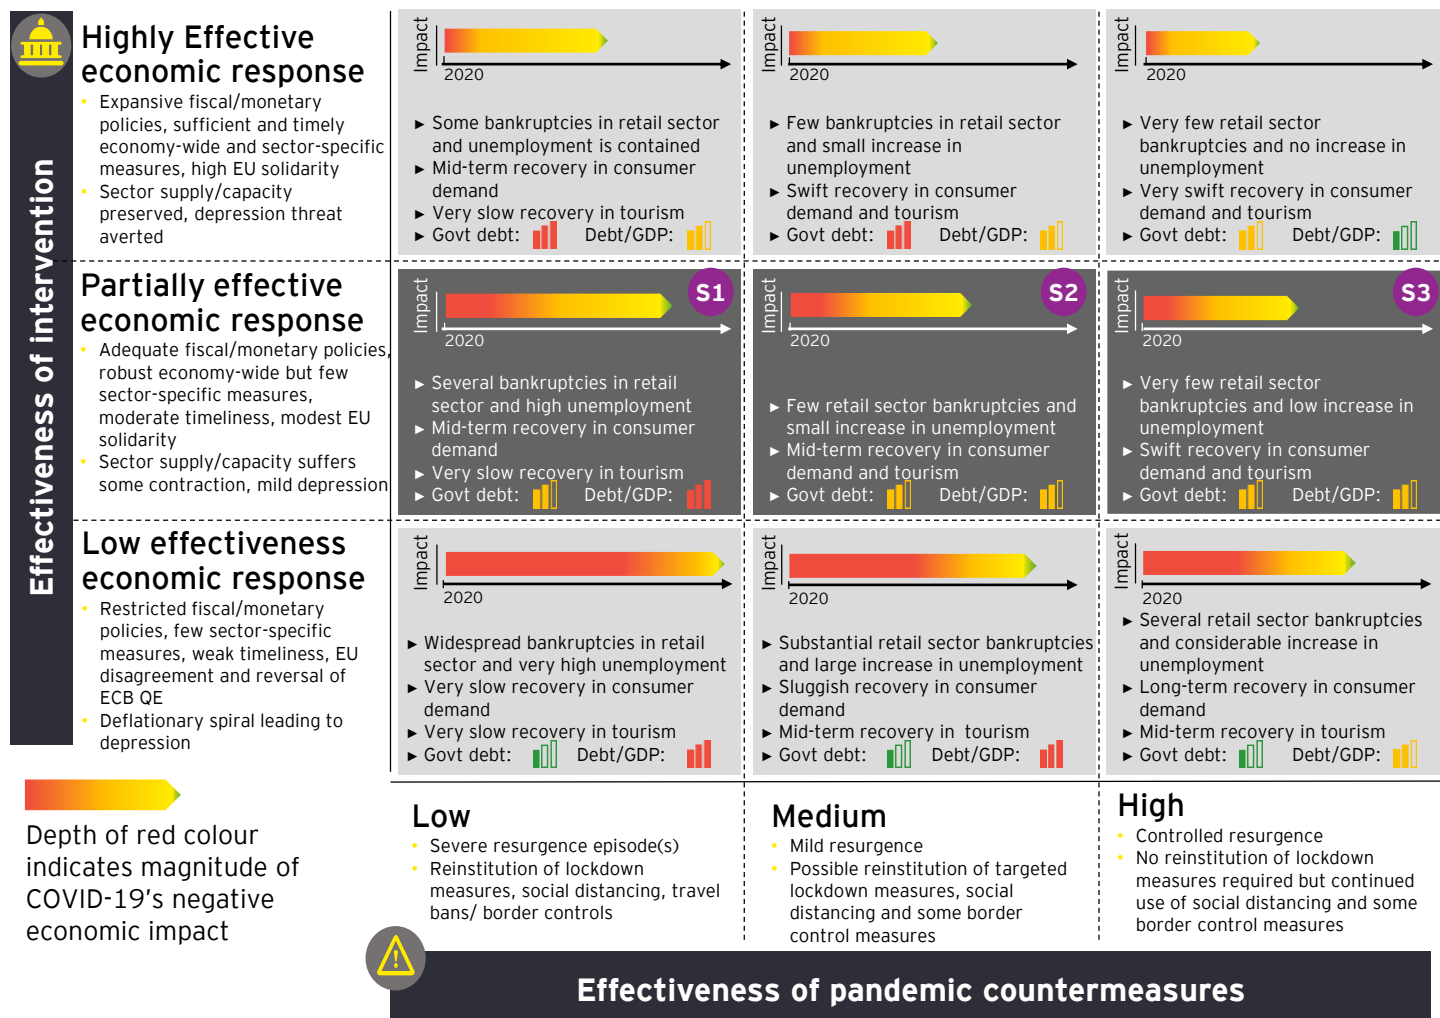 Effectiveness of intervention
Highly Effective
economic response
• Expansive fiscal/monetary
policies, sufficient and timely
economy-wide and sector-specific
measures, high EU solidarity
• Sector supply/capacity
preserved, depression threat
averted
Impact
2020
► Some bankruptcies in retail sector
and unemployment is contained
► Mid-term recovery in consumer
demand
► Very slow recovery in tourism
► Govt debt: Debt/GDP:
Impact
2020
► Few bankruptcies in retail sector
and small increase in
unemployment
► Swift recovery in consumer
demand and tourism
► Govt debt: Debt/GDP:
Impact
2020
► Very few retail sector
bankruptcies and no increase in
unemployment
► Very swift recovery in consumer
demand and tourism
► Govt debt: Debt/GDP:
Partially effective
economic response
• Adequate fiscal/monetary policies,
robust economy-wide but few
sector-specific measures,
moderate timeliness, modest EU
solidarity
• Sector supply/capacity suffers
some contraction, mild depression
Impact
S1
2020
► Several bankruptcies in retail
sector and high unemployment
► Mid-term recovery in consumer
demand
► Very slow recovery in tourism
► Govt debt: Debt/GDP:
Impact
S2
2020
► Few retail sector bankruptcies and
small increase in unemployment
► Mid-term recovery in consumer
demand and tourism
► Govt debt: Debt/GDP:
Impact
S3
2020
► Very few retail sector
bankruptcies and low increase in
unemployment
► Swift recovery in consumer
demand and tourism
► Govt debt: Debt/GDP:
Low effectiveness
economic response
• Restricted fiscal/monetary
policies, few sector-specific
measures, weak timeliness, EU
disagreement and reversal of
ECB QE
• Deflationary spiral leading to
depression
Impact
2020
► Widespread bankruptcies in retail
sector and very high unemployment
► Very slow recovery in consumer
demand
► Very slow recovery in tourism
► Govt debt: Debt/GDP:
Impact
2020
► Substantial retail sector bankruptcies
and large increase in unemployment
► Sluggish recovery in consumer
demand
► Mid-term recovery in tourism
► Govt debt: Debt/GDP:
Impact
2020
► Several retail sector bankruptcies
and considerable increase in
unemployment
► Long-term recovery in consumer
demand
► Mid-term recovery in tourism
► Govt debt: Debt/GDP:
Depth of red colour
indicates magnitude of
COVID-19's negative
economic impact
Low
• Severe resurgence episode(s)
• Reinstitution of lockdown
measures, social distancing, travel
bans/ border controls
Medium
• Mild resurgence
• Possible reinstitution of targeted
lockdown measures, social
distancing and some border
control measures
High
• Controlled resurgence
• No reinstitution of lockdown
measures required but continued
use of social distancing and some
border control measures
Effectiveness of pandemic countermeasures